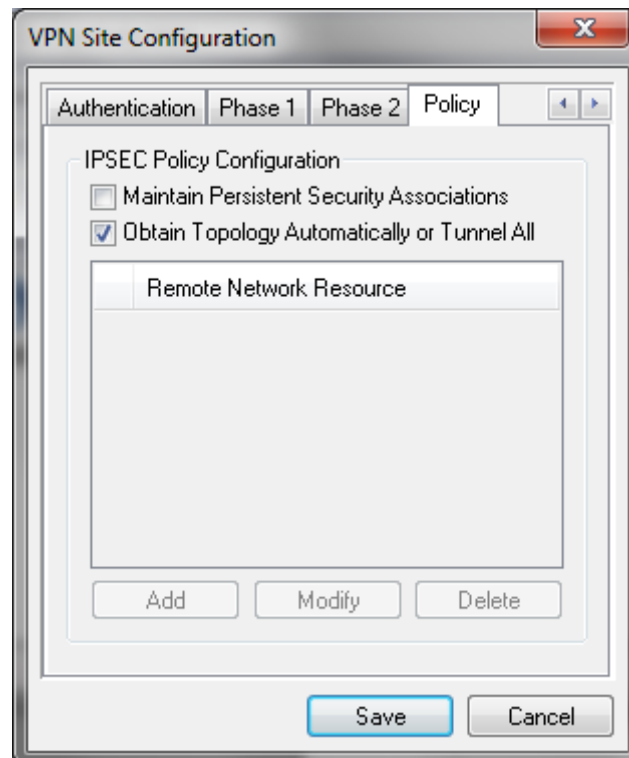 VPN Site Configuration
Authentication Phase 1 Phase 2 Policy
IPSEC Policy Configuration
Maintain Persistent Security Associations
Obtain Topology Automatically or Tunnel All
Remote Network Resource
Add Modify Delete
Save Cancel